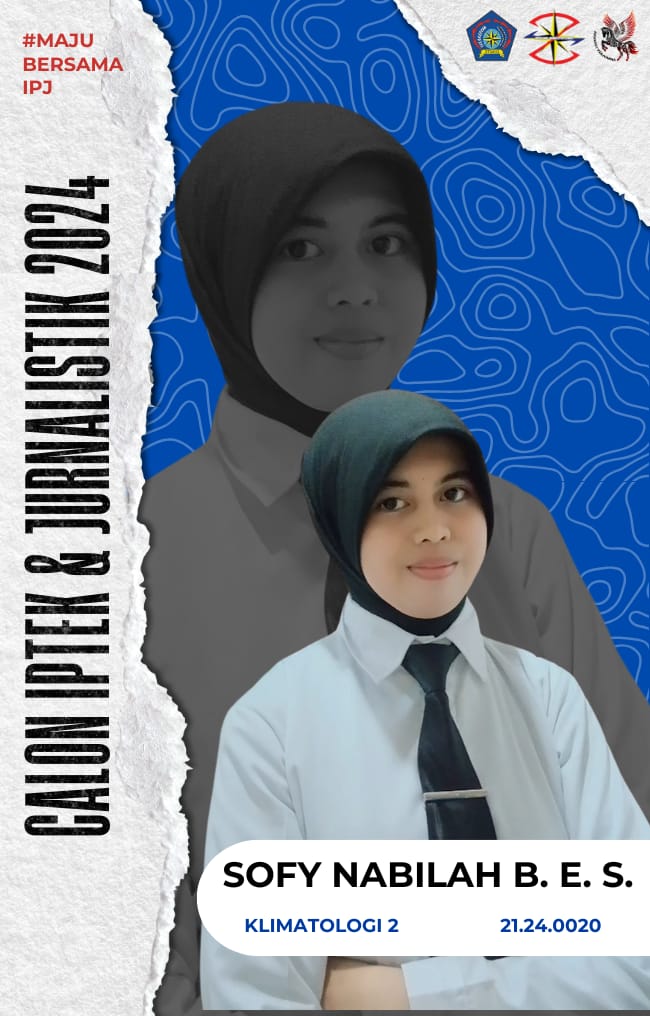 #MAJU
BERSAMA
IPJ
CALON IPTEK & JURNALISTIK 2024
SOFY NABILAH B. E. S.
KLIMATOLOGI 2
21.24.0020